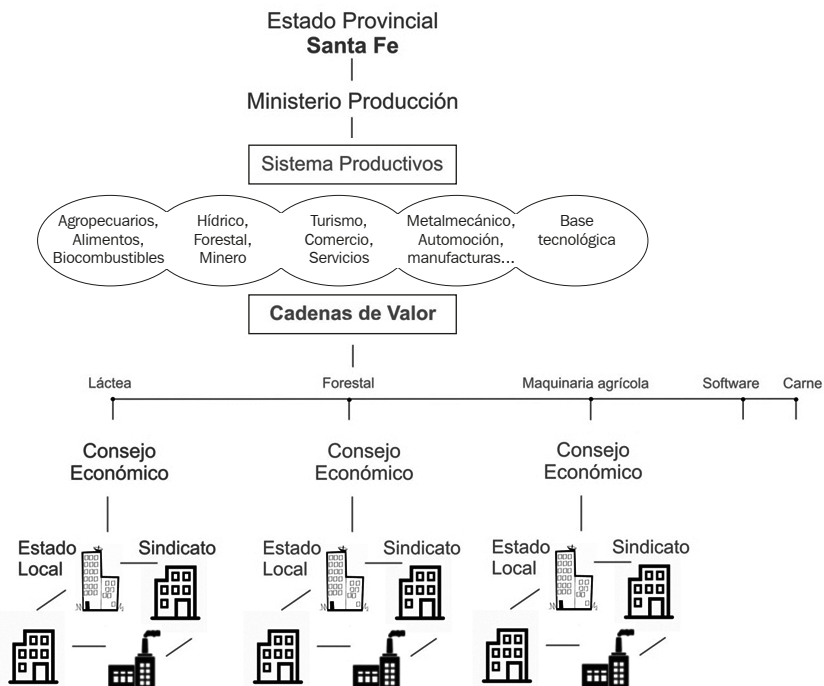 Estado Provincial
Santa Fe
Ministerio Producción
Sistema Productivos
Agropecuarios,
Alimentos,
Biocombustibles
Hídrico,
Forestal,
Minero
Turismo,
Comercio,
Servicios
Metalmecánico,
Automoción,
manufacturas...
Base
tecnológica
Cadenas de Valor
Láctea
Forestal
Maquinaria agrícola
Software
Carne
Consejo
Económico
Consejo
Económico
Consejo
Económico
Estado
Local
Sindicato
Estado
Local
Sindicato
Estado
Local
Sindicato